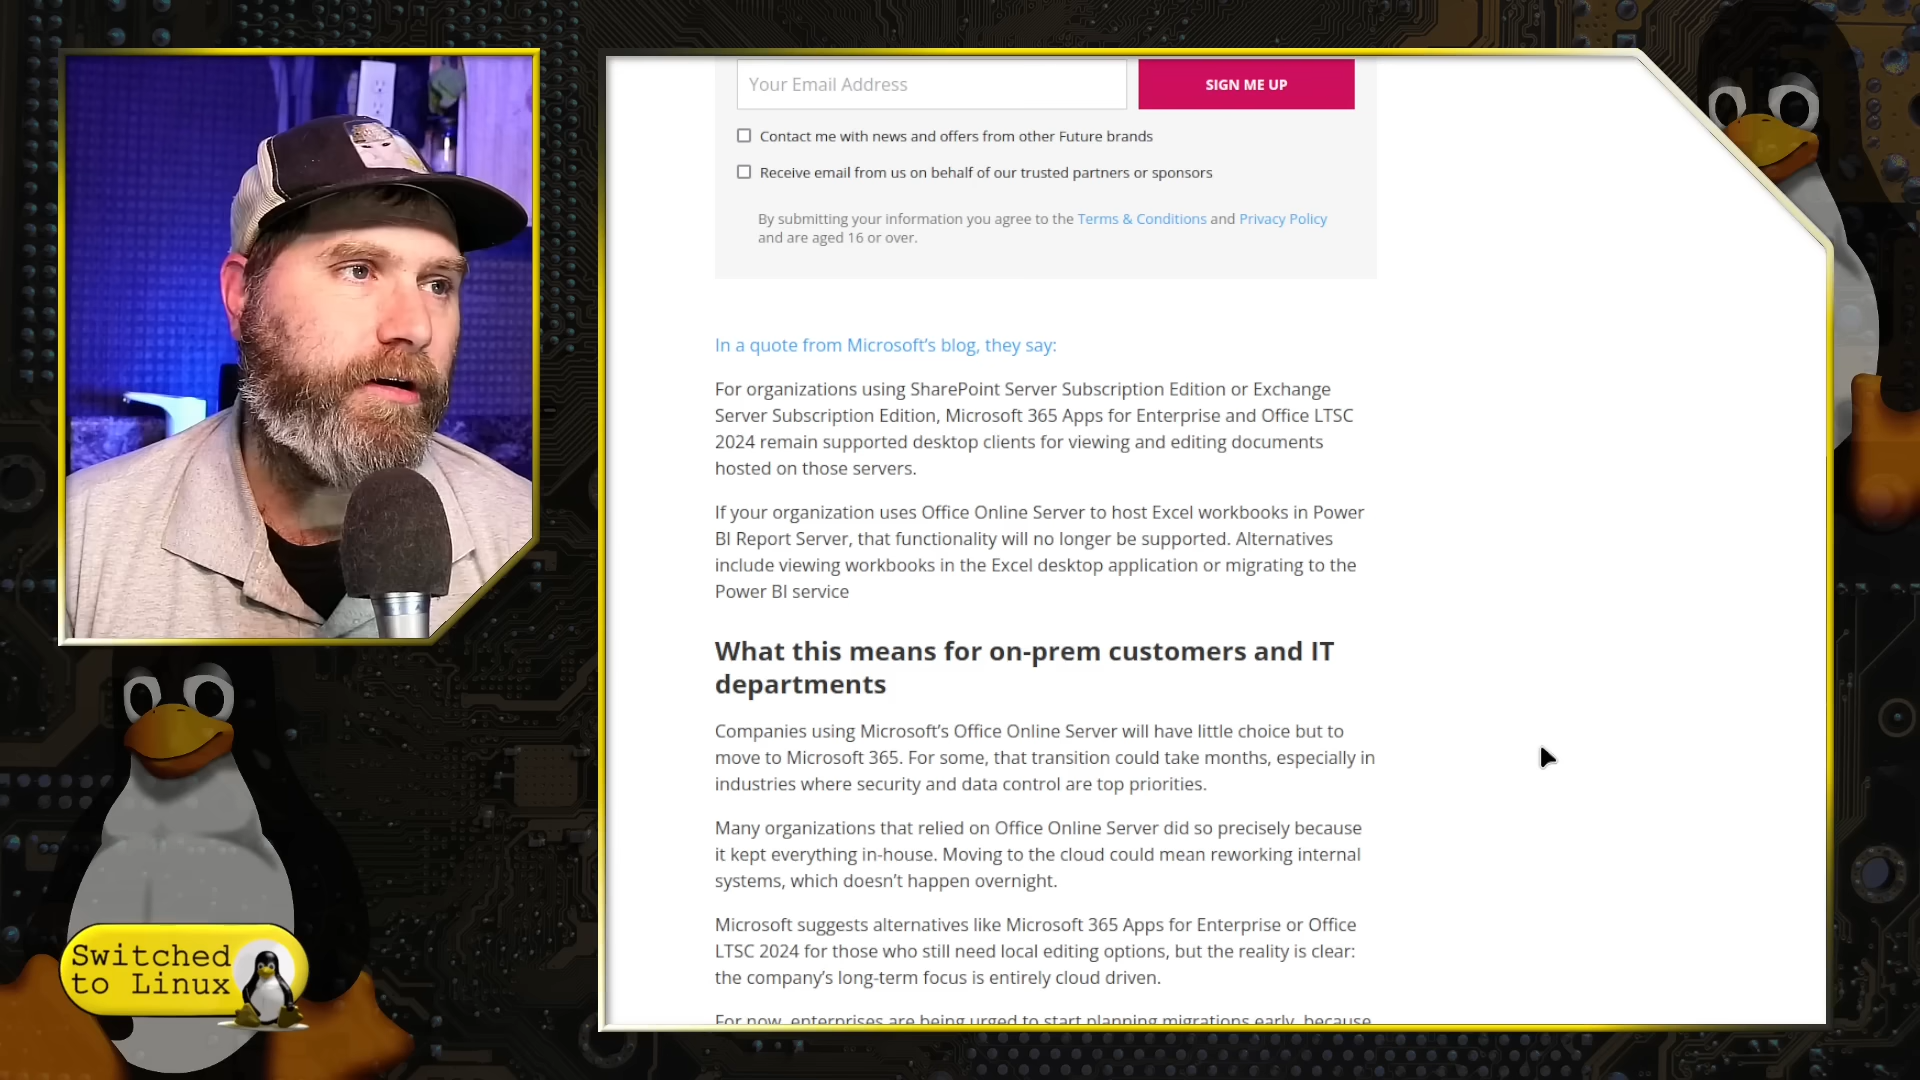 Your Email Address
SIGN ME UP
Contact me with news and offers from other Future brands
Receive email from us on behalf of our trusted partners or sponsors
By submitting your information you agree to the Terms & Conditions and Privacy Policy
and are aged 16 or over.
In a quote from Microsoft’s blog, they say:
For organizations using SharePoint Server Subscription Edition or Exchange
Server Subscription Edition, Microsoft 365 Apps for Enterprise and Office LTSC
2024 remain supported desktop clients for viewing and editing documents
hosted on those servers.
If your organization uses Office Online Server to host Excel workbooks in Power
BI Report Server, that functionality will no longer be supported. Alternatives
include viewing workbooks in the Excel desktop application or migrating to the
Power BI service
What this means for on-prem customers and IT
departments
Companies using Microsoft’s Office Online Server will have little choice but to
move to Microsoft 365. For some, that transition could take months, especially in
industries where security and data control are top priorities.
Many organizations that relied on Office Online Server did so precisely because
it kept everything in-house. Moving to the cloud could mean reworking internal
systems, which doesn’t happen overnight.
Microsoft suggests alternatives like Microsoft 365 Apps for Enterprise or Office
LTSC 2024 for those who still need local editing options, but the reality is clear:
the company’s long-term focus is entirely cloud driven.
For now, enterprises are being urged to start planning migrations early, because
Switched
to Linux